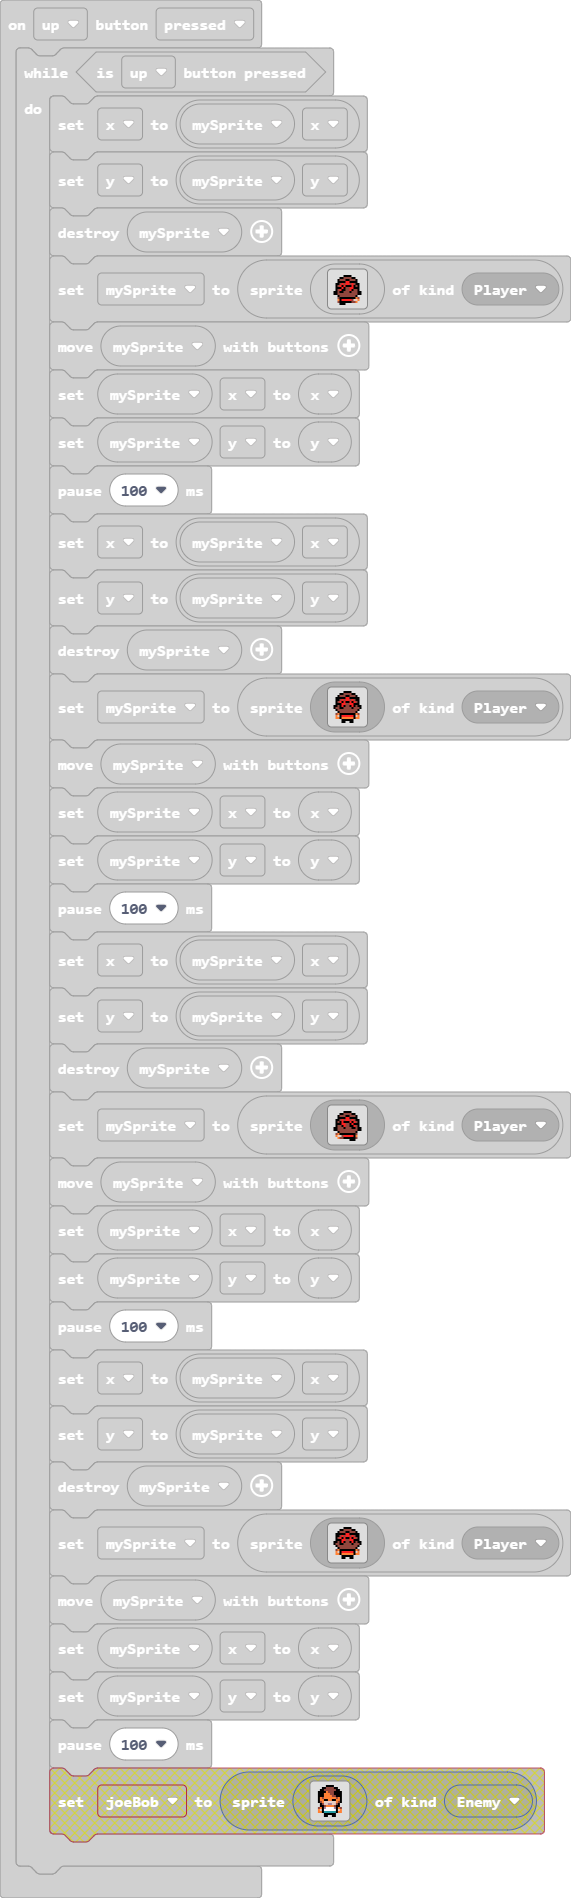 on up button pressed
while is up button pressed
do
set x to mySprite x
set y to mySprite y
destroy mySprite
set mySprite to sprite of kind Player
move mySprite with buttons
set mySprite x to x
set mySprite y to y
pause 100 ms
set x to mySprite x
set y to mySprite y
destroy mySprite
set mySprite to sprite of kind Player
move mySprite with buttons
set mySprite x to x
set mySprite y to y
pause 100 ms
set x to mySprite x
set y to mySprite y
destroy mySprite
set mySprite to sprite of kind Player
move mySprite with buttons
set mySprite x to x
set mySprite y to y
pause 100 ms
set x to mySprite x
set y to mySprite y
destroy mySprite
set mySprite to sprite of kind Player
move mySprite with buttons
set mySprite x to x
set mySprite y to y
pause 100 ms
set joeBob to sprite of kind Enemy